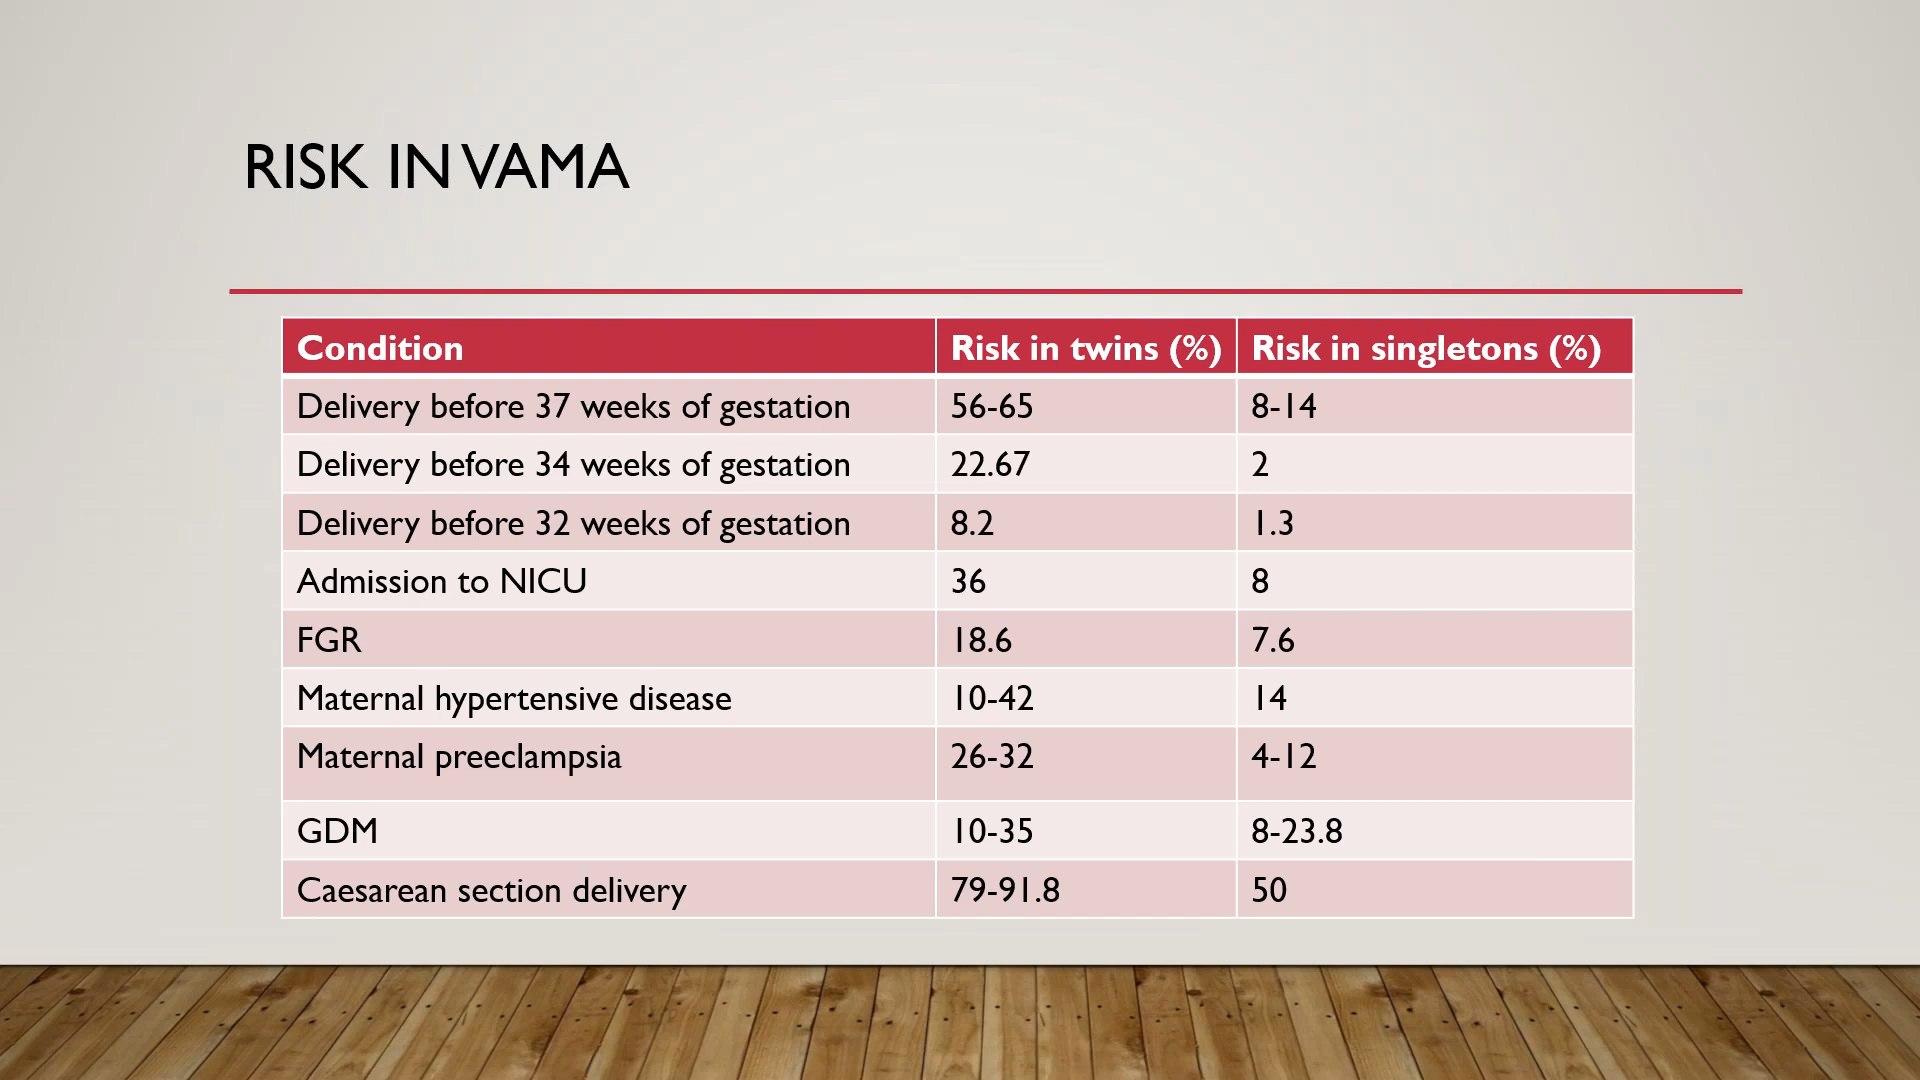 RISK IN VAMA
Condition Risk in twins (%) Risk in singletons (%)
Delivery before 37 weeks of gestation 56-65 8-14
Delivery before 34 weeks of gestation 22.67 2
Delivery before 32 weeks of gestation 8.2 1.3
Admission to NICU 36 8
FGR 18.6 7.6
Maternal hypertensive disease 10-42 14
Maternal preeclampsia 26-32 4-12
GDM 10-35 8-23.8
Caesarean section delivery 79-91.8 50